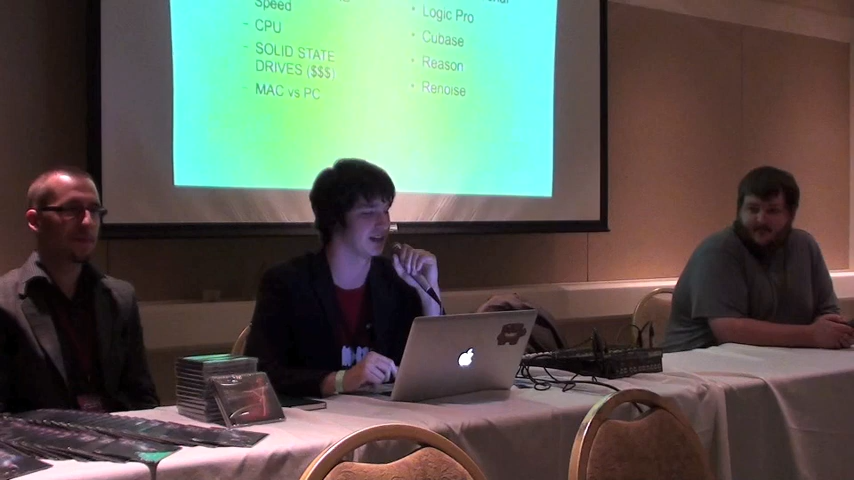 Speed
- CPU
- SOLID STATE
DRIVES ($$$)
- MAC vs PC
• Logic Pro
• Cubase
• Reason
• Renoise